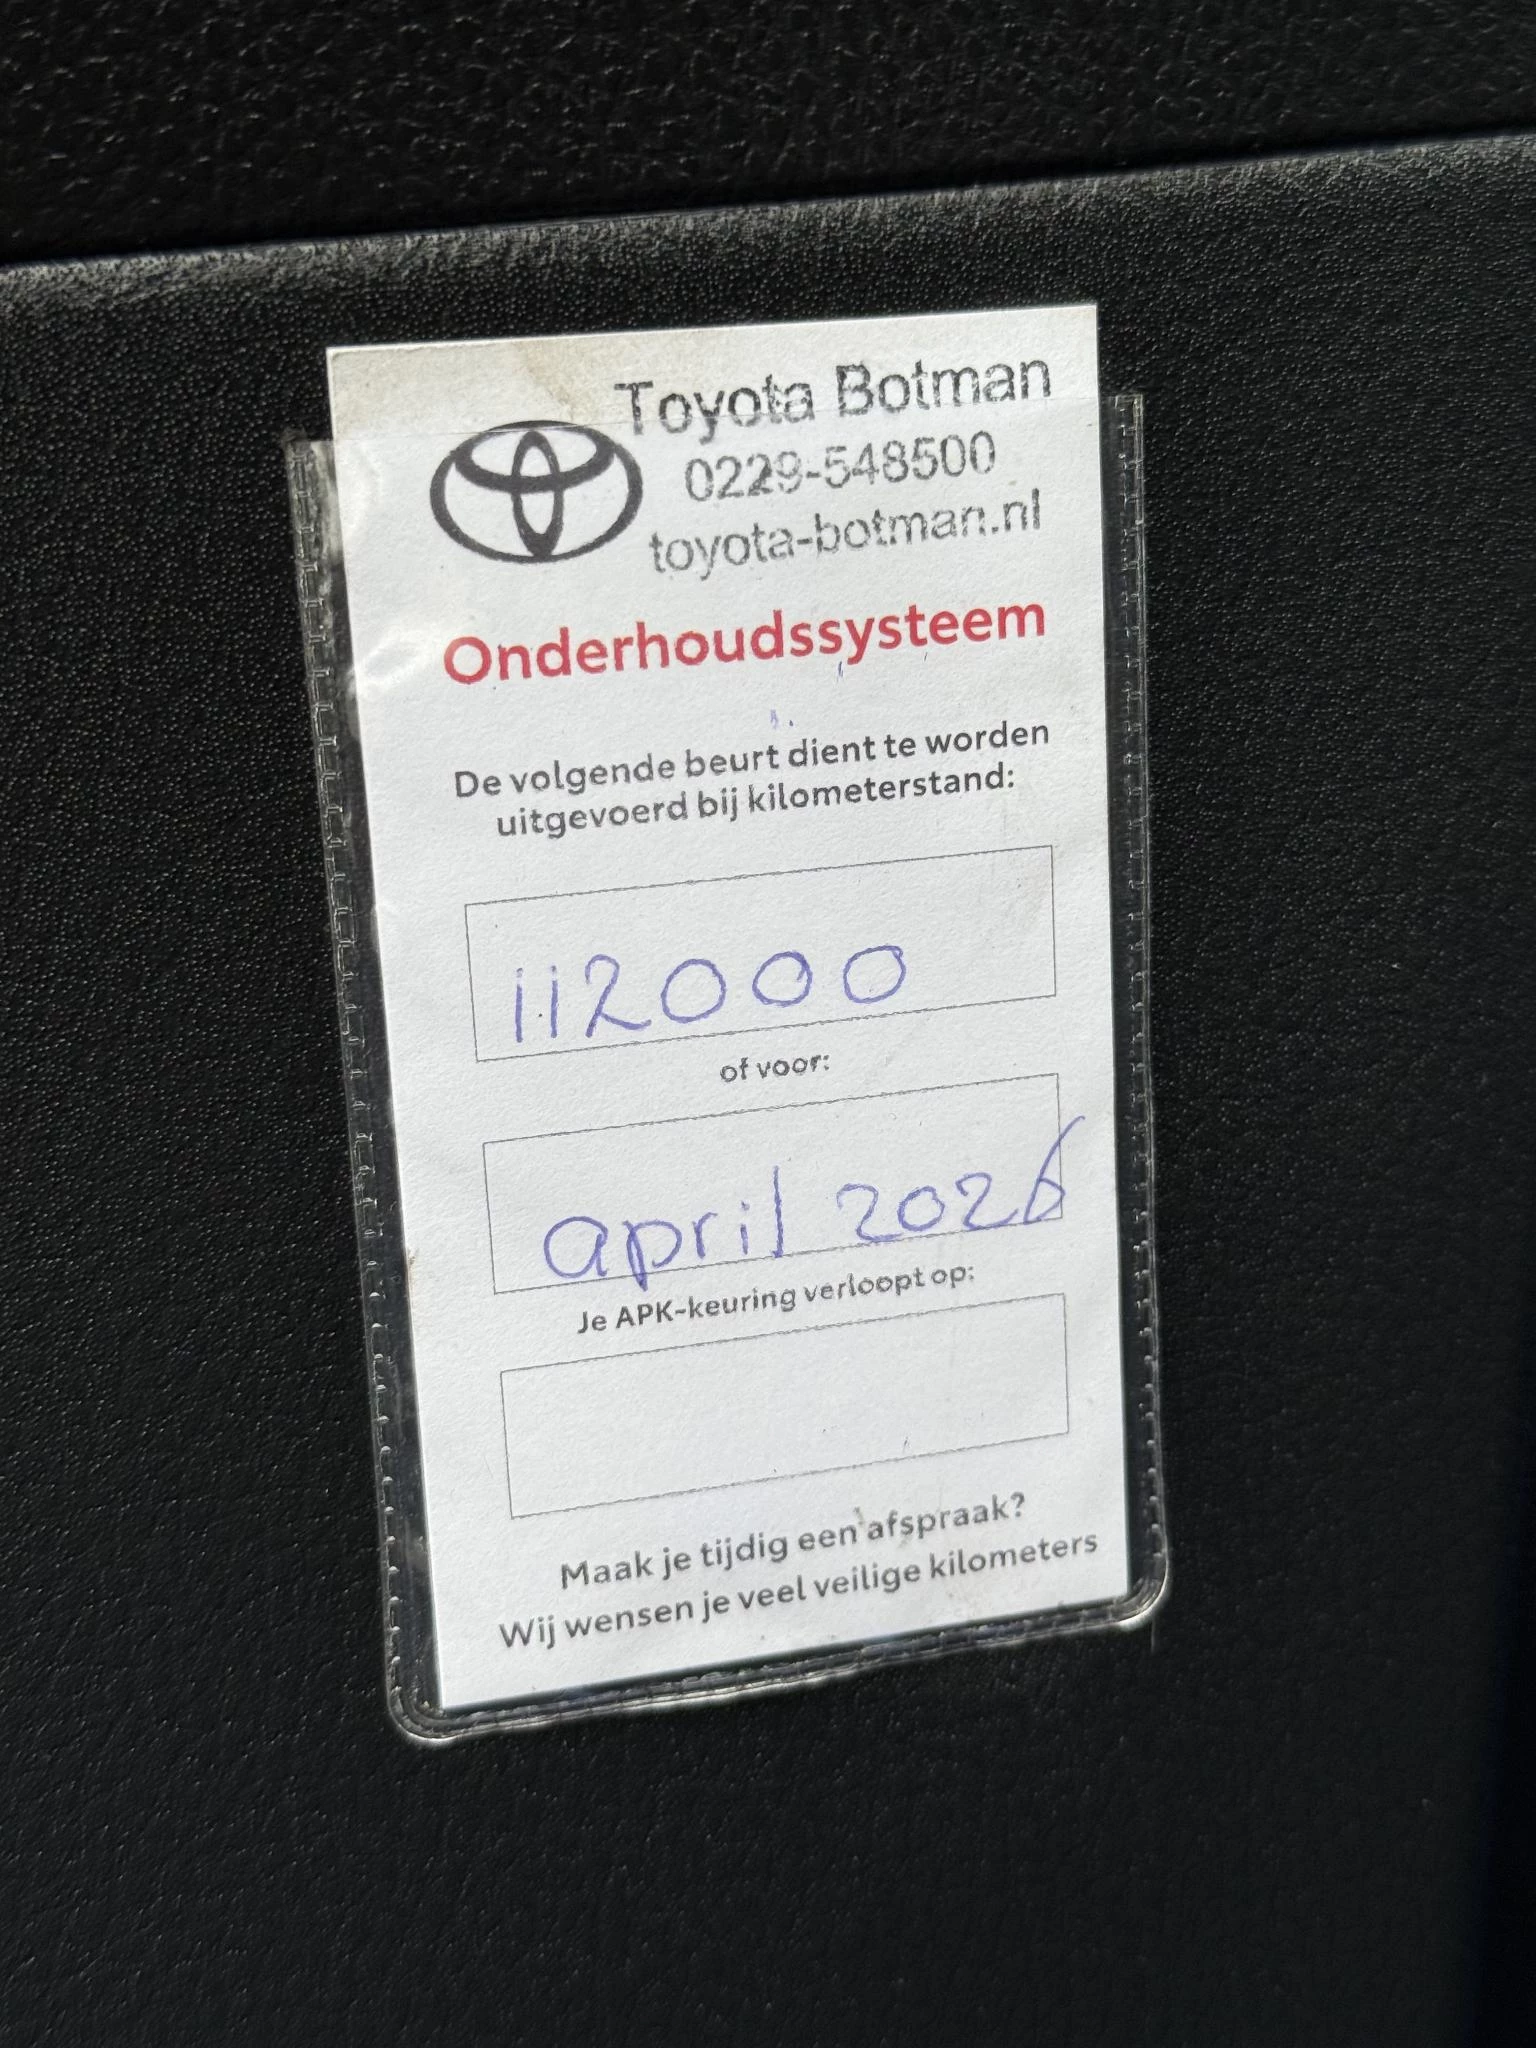 Toyota Botman
0229-548500
toyota-botman.nl
Onderhoudssysteem
De volgende beurt dient te worden
uitgevoerd bij kilometerstand:
112000
of voor:
april 2026
Je APK-keuring verloopt op:
Maak je tijdig een afspraak?
Wij wensen je veel veilige kilometers